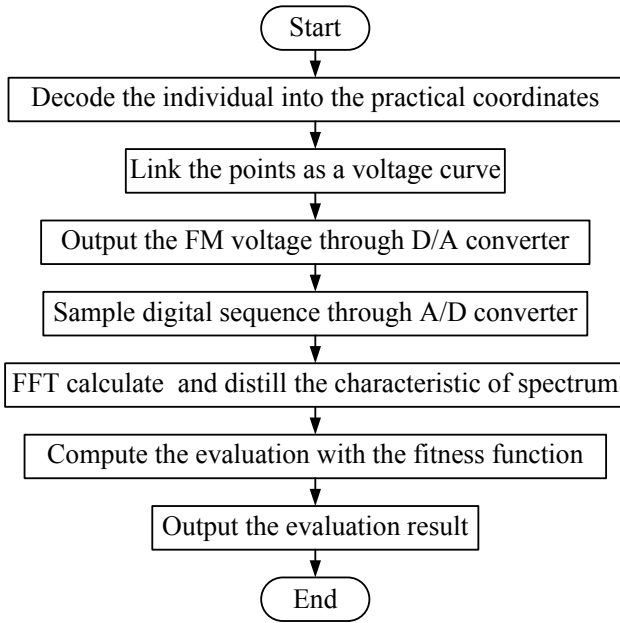 Start
Decode the individual into the practical coordinates
Link the points as a voltage curve
Output the FM voltage through D/A converter
Sample digital sequence through A/D converter
FFT calculate and distill the characteristic of spectrum
Compute the evaluation with the fitness function
Output the evaluation result
End